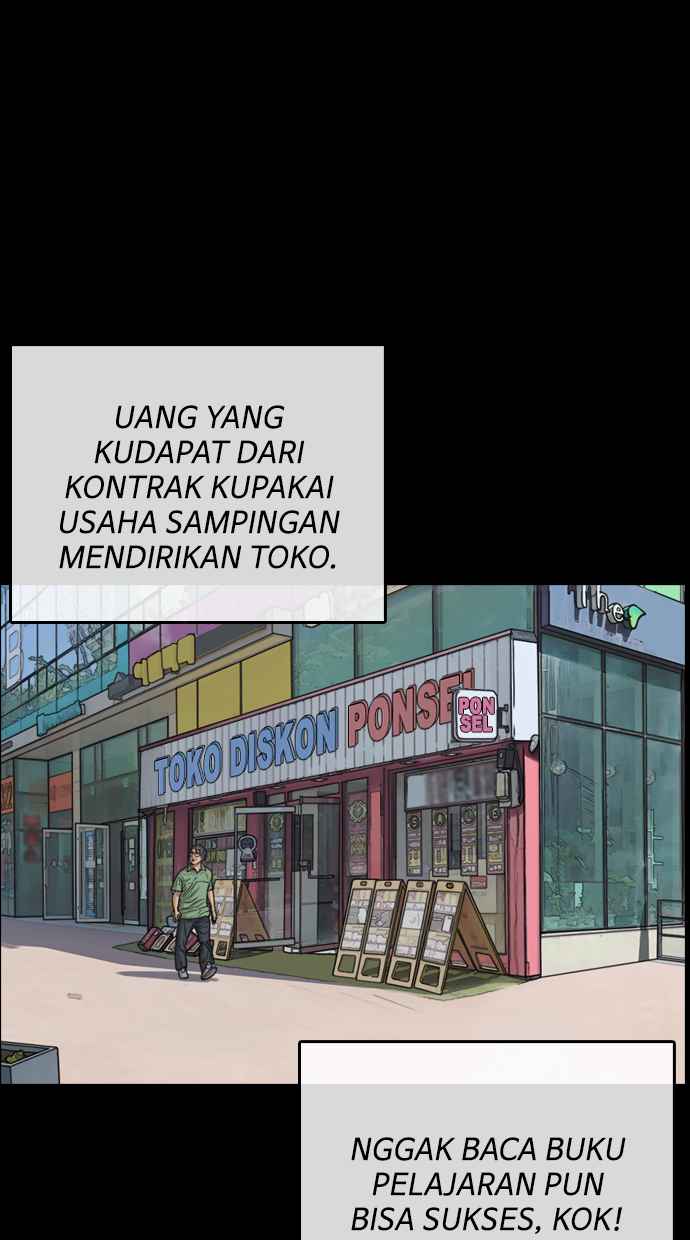 UANG YANG
KUDAPAT DARI
KONTRAK KUPAKAI
USAHA SAMPINGAN
MENDIRIKAN TOKO.
The
TOKO DISKON PONSEL
PON
SEL
NGGAK BACA BUKU
PELAJARAN PUN
BISA SUKSES, KOK!